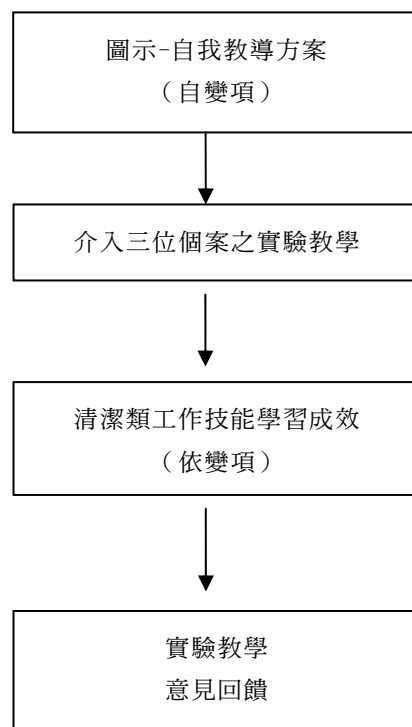 圖示-自我教導方案
（自變項）
介入三位個案之實驗教學
清潔類工作技能學習成效
（依變項）
實驗教學
意見回饋